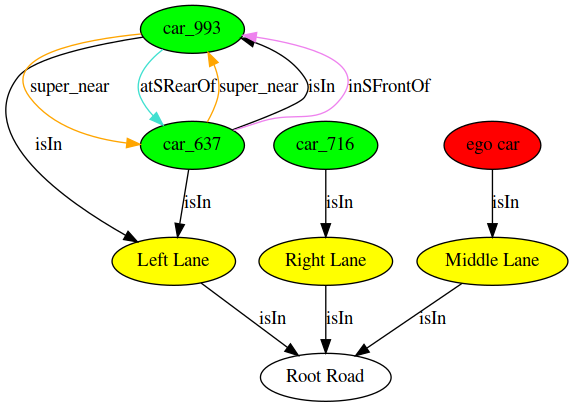 car_993
super_near
atSRearOf
super_near
isIn
inSFrontOf
isIn
car_637
car_716
ego car
isIn
isIn
isIn
Left Lane
Right Lane
Middle Lane
isIn
isIn
isIn
Root Road